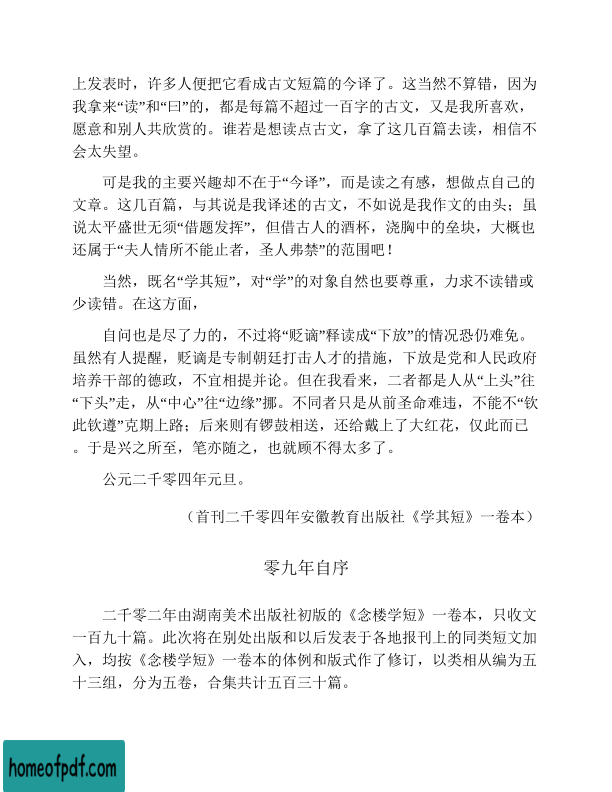 上发表时，许多人便把它看成古文短篇的今译了。这当然不算错，因为
我拿来“读”和“曰”的，都是每篇不超过一百字的古文，又是我所喜欢，
愿意和别人共欣赏的。谁若是想读点古文，拿了这几百篇去读，相信不
会太失望。
可是我的主要兴趣却不在于“今译”，而是读之有感，想做点自己的
文章。这几百篇，与其说是我译述的古文，不如说是我作文的由头；虽
说太平盛世无须“借题发挥”，但借古人的酒杯，浇胸中的垒块，大概也
还属于“夫人情所不能止者，圣人弗禁”的范围吧！
当然，既名“学其短”，对“学”的对象自然也要尊重，力求不读错或
少读错。在这方面，
自问也是尽了力的，不过将“贬谪”释读成“下放”的情况恐仍难免。
虽然有人提醒，贬谪是专制朝廷打击人才的措施，下放是党和人民政府
培养干部的德政，不宜相提并论。但在我看来，二者都是人从“上头”往
“下头”走，从“中心”往“边缘”挪。不同者只是从前圣命难违，不能不“钦
此钦遵”克期上路；后来则有锣鼓相送，还给戴上了大红花，仅此而已
。于是兴之所至，笔亦随之，也就顾不得太多了。
公元二千零四年元旦。
（首刊二千零四年安徽教育出版社《学其短》一卷本）
零九年自序
二千零二年由湖南美术出版社初版的《念楼学短》一卷本，只收文
一百九十篇。此次将在别处出版和以后发表于各地报刊上的同类短文加
入，均按《念楼学短》一卷本的体例和版式作了修订，以类相从编为五
十三组，分为五卷，合集共计五百三十篇。
homeofpdf.com